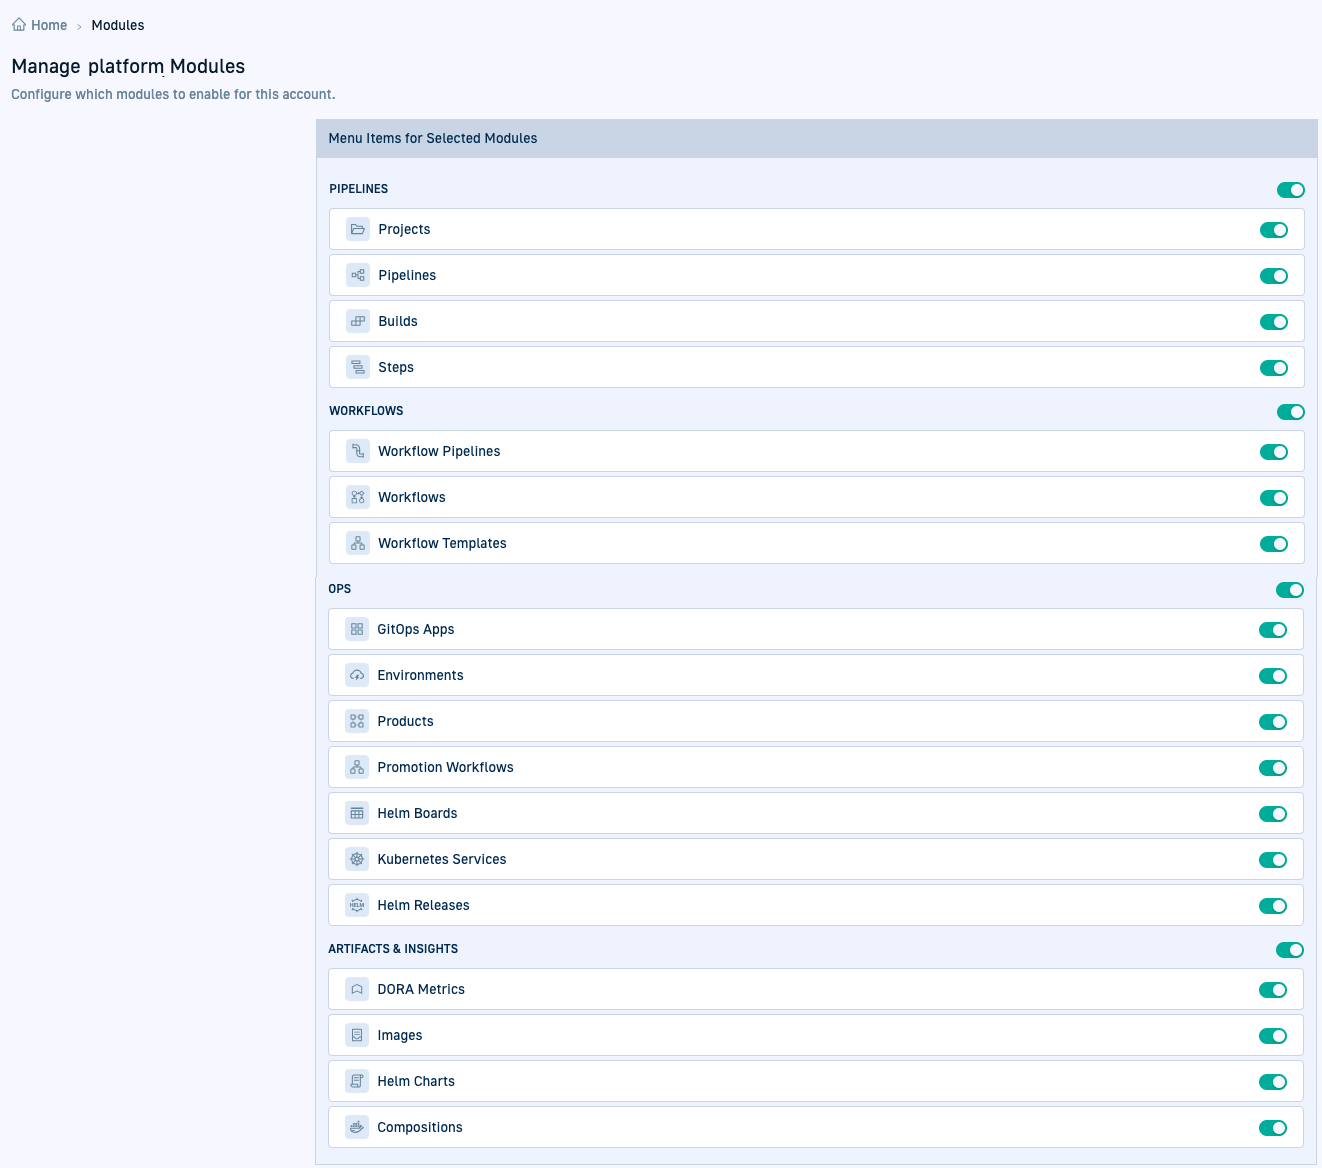 Home > Modules
Manage platform Modules
Configure which modules to enable for this account.
Menu Items for Selected Modules
PIPELINES
Projects
Pipelines
Builds
Steps
WORKFLOWS
Workflow Pipelines
Workflows
Workflow Templates
OPS
GitOps Apps
Environments
Products
Promotion Workflows
Helm Boards
Kubernetes Services
HELM Helm Releases
ARTIFACTS & INSIGHTS
DORA Metrics
Images
Helm Charts
Compositions